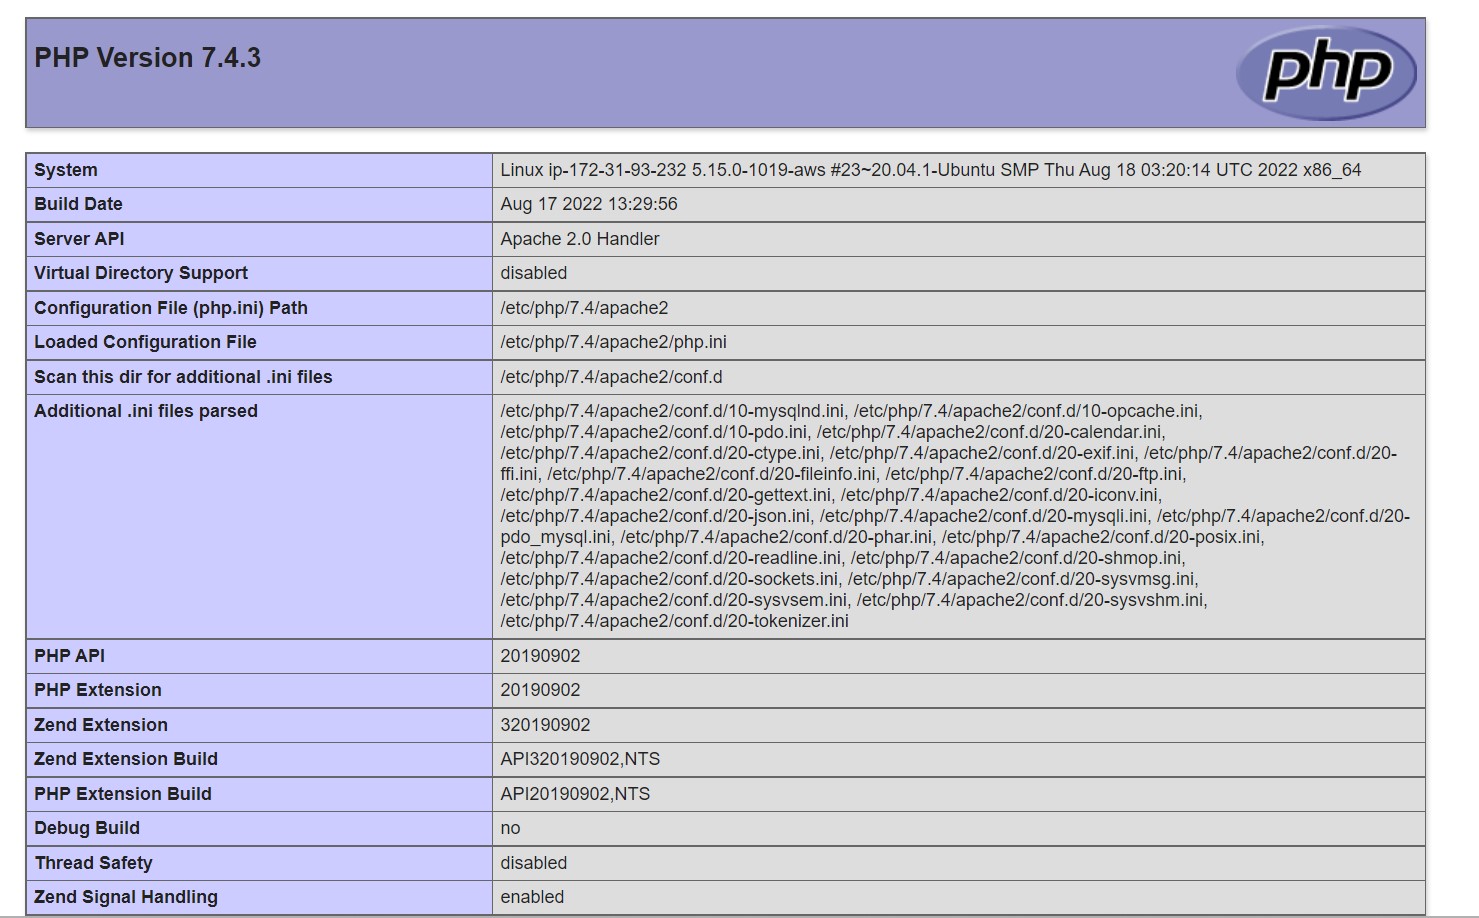 PHP Version 7.4.3
php
System Linux ip-172-31-93-232 5.15.0-1019-aws #23~20.04.1-Ubuntu SMP Thu Aug 18 03:20:14 UTC 2022 x86_64
Build Date Aug 17 2022 13:29:56
Server API Apache 2.0 Handler
Virtual Directory Support disabled
Configuration File (php.ini) Path /etc/php/7.4/apache2
Loaded Configuration File /etc/php/7.4/apache2/php.ini
Scan this dir for additional .ini files /etc/php/7.4/apache2/conf.d
Additional .ini files parsed /etc/php/7.4/apache2/conf.d/10-mysqlnd.ini, /etc/php/7.4/apache2/conf.d/10-opcache.ini,
/etc/php/7.4/apache2/conf.d/10-pdo.ini, /etc/php/7.4/apache2/conf.d/20-calendar.ini,
/etc/php/7.4/apache2/conf.d/20-ctype.ini, /etc/php/7.4/apache2/conf.d/20-exif.ini, /etc/php/7.4/apache2/conf.d/20-
ffi.ini, /etc/php/7.4/apache2/conf.d/20-fileinfo.ini, /etc/php/7.4/apache2/conf.d/20-ftp.ini,
/etc/php/7.4/apache2/conf.d/20-gettext.ini, /etc/php/7.4/apache2/conf.d/20-iconv.ini,
/etc/php/7.4/apache2/conf.d/20-json.ini, /etc/php/7.4/apache2/conf.d/20-mysqli.ini, /etc/php/7.4/apache2/conf.d/20-
pdo_mysql.ini, /etc/php/7.4/apache2/conf.d/20-phar.ini, /etc/php/7.4/apache2/conf.d/20-posix.ini,
/etc/php/7.4/apache2/conf.d/20-readline.ini, /etc/php/7.4/apache2/conf.d/20-shmop.ini,
/etc/php/7.4/apache2/conf.d/20-sockets.ini, /etc/php/7.4/apache2/conf.d/20-sysvmsg.ini,
/etc/php/7.4/apache2/conf.d/20-sysvsem.ini, /etc/php/7.4/apache2/conf.d/20-sysvshm.ini,
/etc/php/7.4/apache2/conf.d/20-tokenizer.ini
PHP API 20190902
PHP Extension 20190902
Zend Extension 320190902
Zend Extension Build API320190902,NTS
PHP Extension Build API20190902,NTS
Debug Build no
Thread Safety disabled
Zend Signal Handling enabled